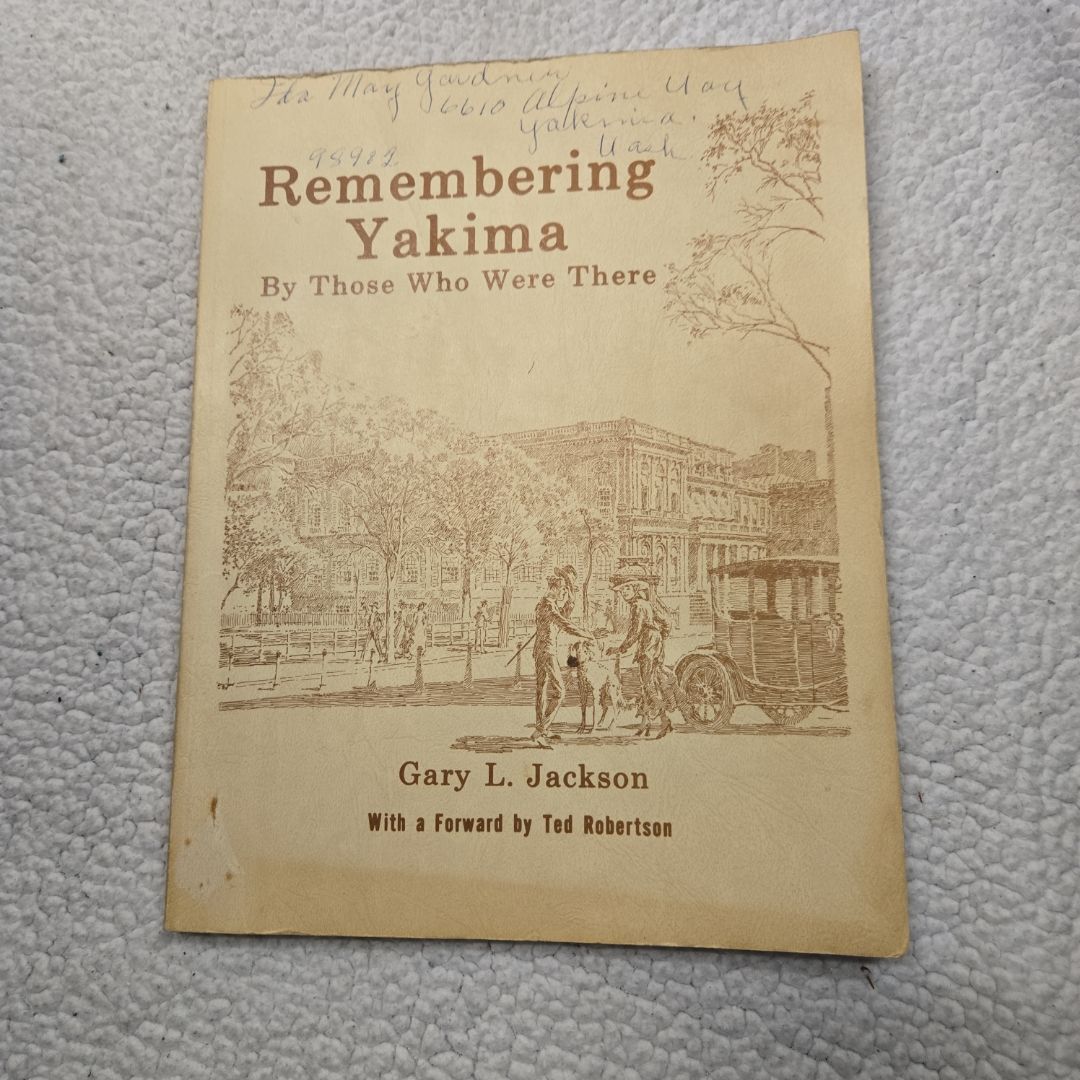 Ida May Gardner
6610 Alpine Way
Yakima.
Wash.
98982
Remembering
Yakima
By Those Who Were There
Gary L. Jackson
With a Forward by Ted Robertson